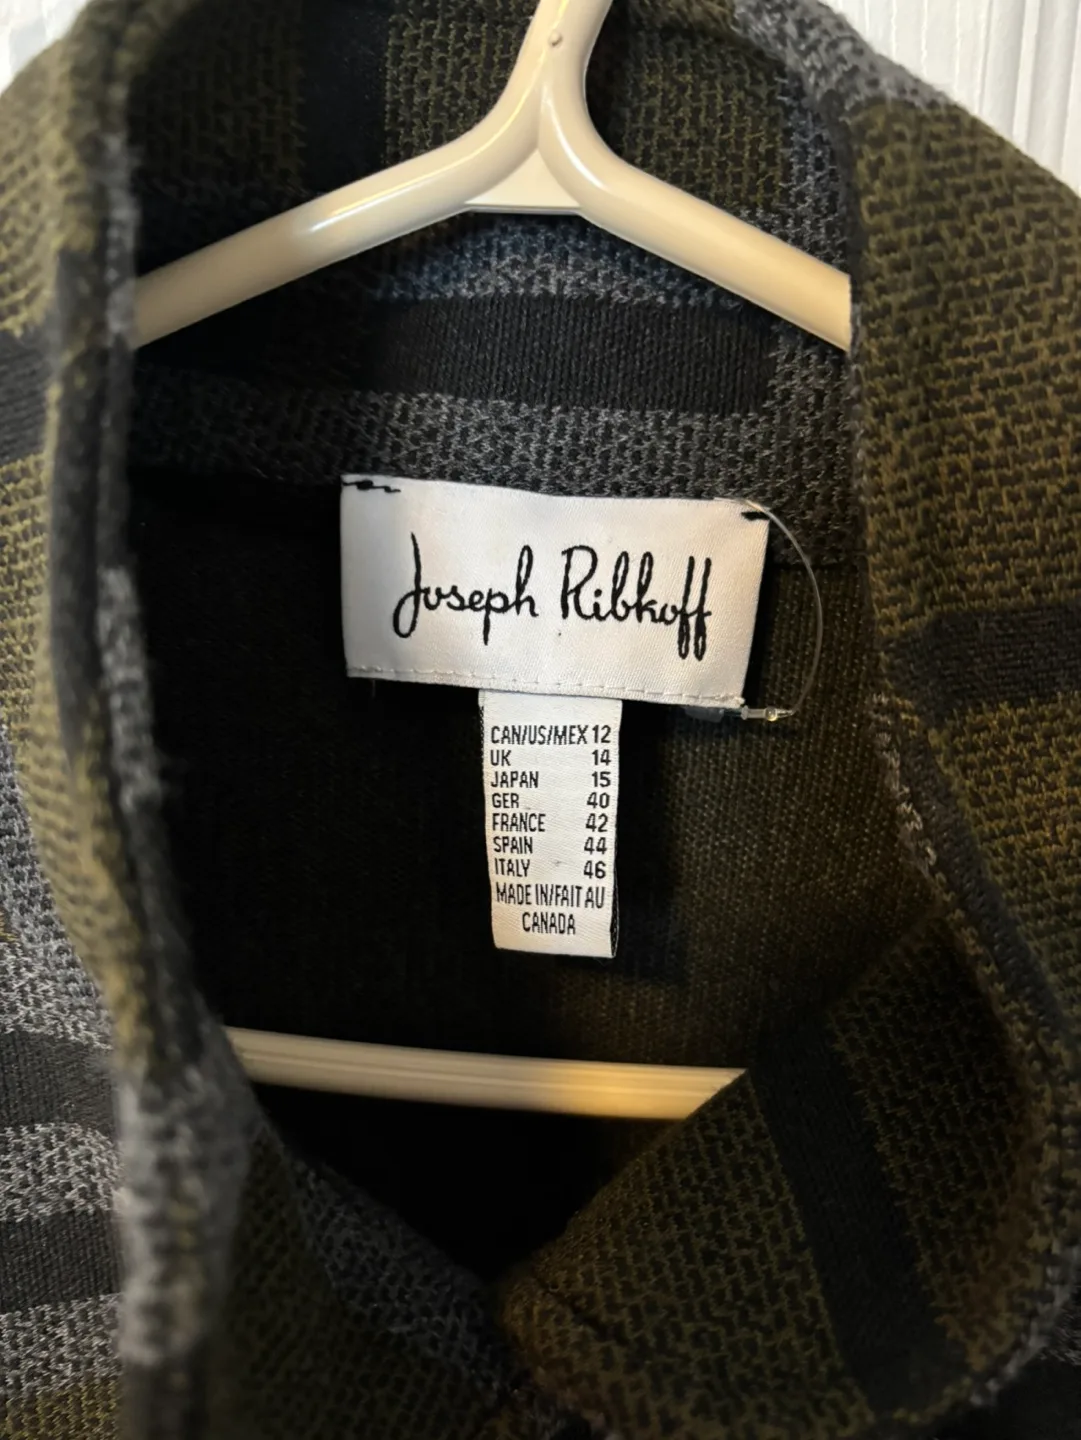 Joseph Ribkoff
CAN/US/MEX 12
UK 14
JAPAN 15
GER 40
FRANCE 42
SPAIN 44
ITALY 46
MADE IN/FAIT AU
CANADA